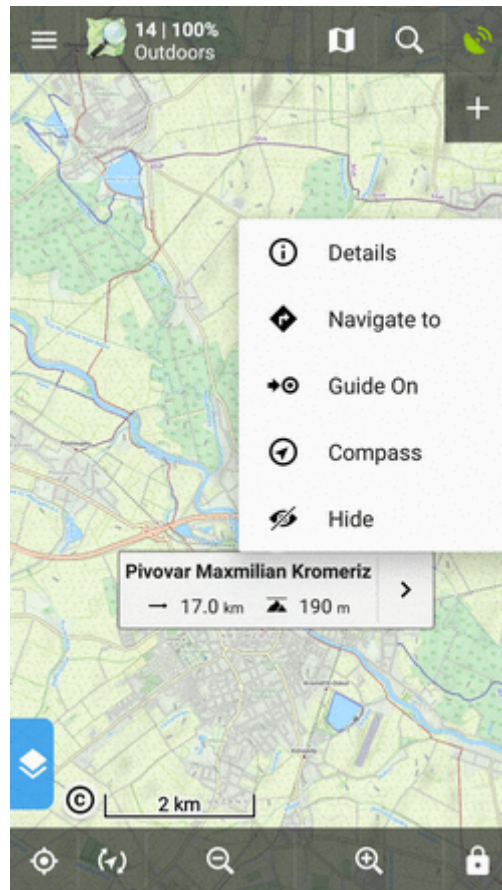 14 | 100%
Outdoors
Details
Navigate to
Guide On
Compass
Hide
Pivovar Maxmilian Kromeriz
17.0 km 190 m
© 2 km